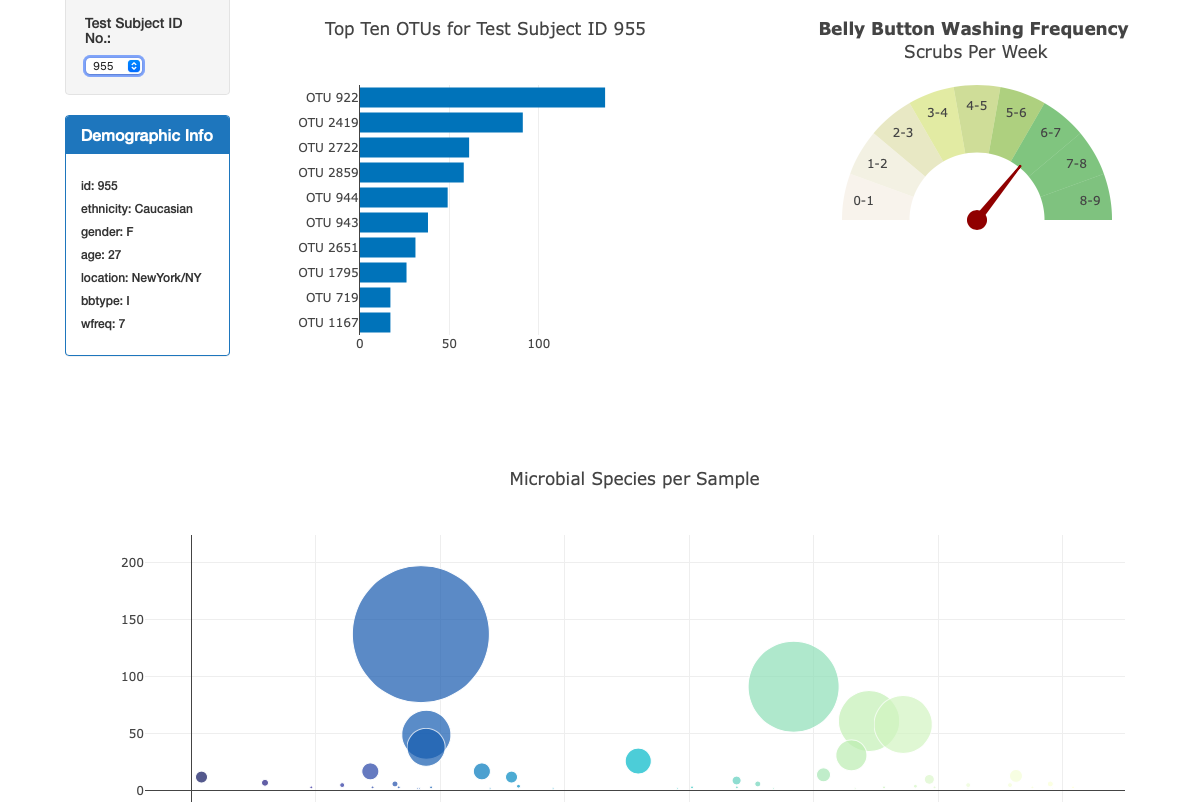 Test Subject ID
No.:
955
Demographic Info
id: 955
ethnicity: Caucasian
gender: F
age: 27
location: NewYork/NY
bbtype: I
wfreq: 7
Top Ten OTUs for Test Subject ID 955
OTU 922
OTU 2419
OTU 2722
OTU 2859
OTU 944
OTU 943
OTU 2651
OTU 1795
OTU 719
OTU 1167
0 50 100
Belly Button Washing Frequency
Scrubs Per Week
0-1
1-2
2-3
3-4
4-5
5-6
6-7
7-8
8-9
Microbial Species per Sample
200
150
100
50
0